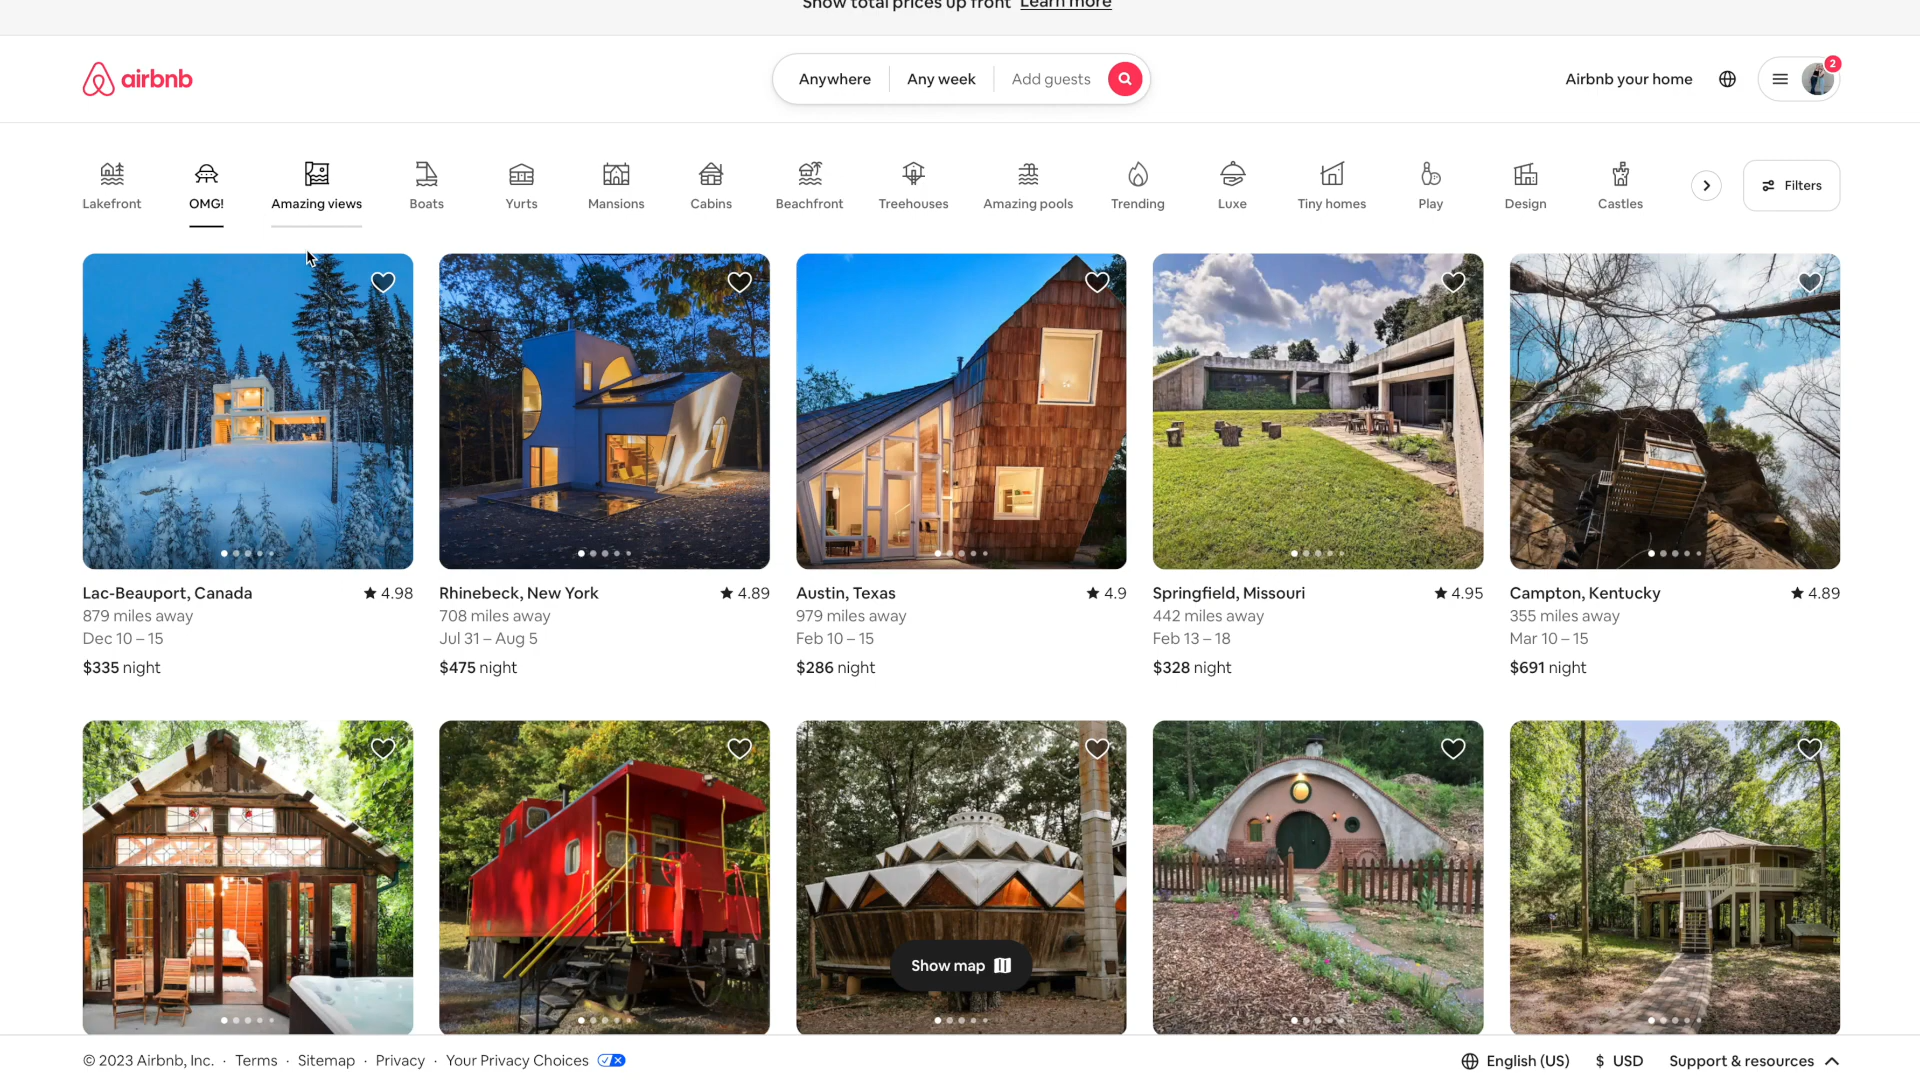 Show total prices up front Learn more
airbnb
Anywhere Any week Add guests
Airbnb your home
2
Lakefront OMG! Amazing views Boats Yurts Mansions Cabins Beachfront Treehouses Amazing pools Trending Luxe Tiny homes Play Design Castles
Filters
Lac-Beauport, Canada 4.98
879 miles away
Dec 10 – 15
$335 night
Rhinebeck, New York 4.89
708 miles away
Jul 31 – Aug 5
$475 night
Austin, Texas 4.9
979 miles away
Feb 10 – 15
$286 night
Springfield, Missouri 4.95
442 miles away
Feb 13 – 18
$328 night
Campton, Kentucky 4.89
355 miles away
Mar 10 – 15
$691 night
Show map
© 2023 Airbnb, Inc. · Terms · Sitemap · Privacy · Your Privacy Choices
English (US) $ USD Support & resources